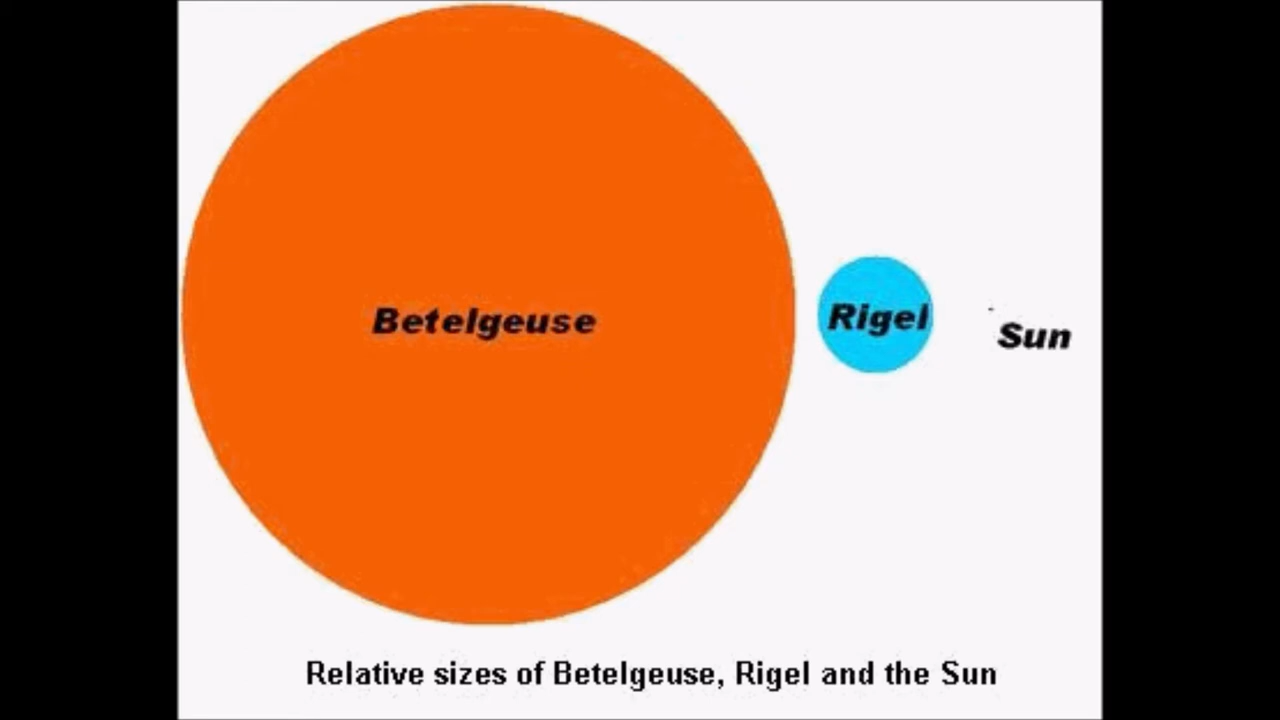 Betelgeuse
Rigel
Sun
Relative sizes of Betelgeuse, Rigel and the Sun